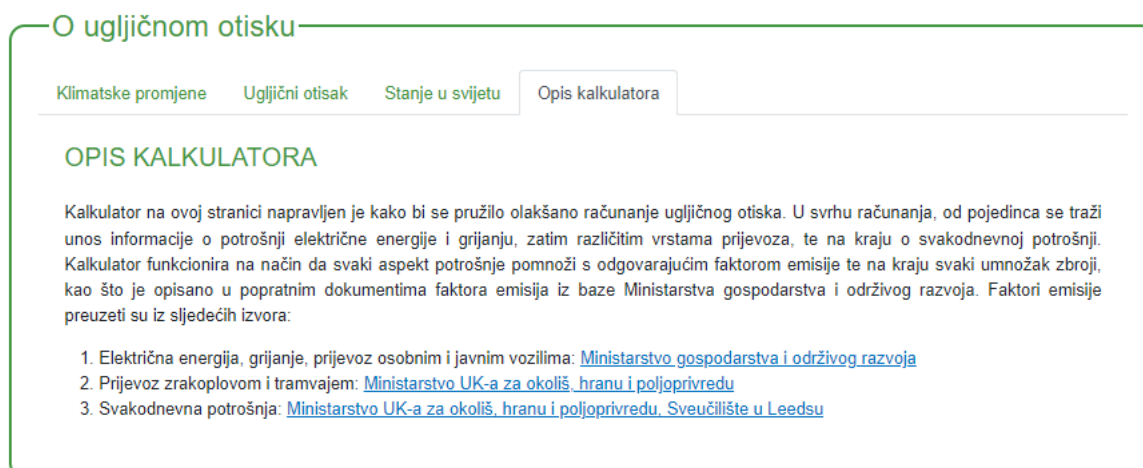 O ugljičnom otisku
Klimatske promjene Ugljični otisak Stanje u svijetu Opis kalkulatora
OPIS KALKULATORA
Kalkulator na ovoj stranici napravljen je kako bi se pružilo olakšano računanje ugljičnog otiska. U svrhu računanja, od pojedinca se traži
unos informacije o potrošnji električne energije i grijanju, zatim različitim vrstama prijevoza, te na kraju o svakodnevnoj potrošnji.
Kalkulator funkcionira na način da svaki aspekt potrošnje pomnoži s odgovarajućim faktorom emisije te na kraju svaki umnožak zbroji,
kao što je opisano u popratnim dokumentima faktora emisija iz baze Ministarstva gospodarstva i održivog razvoja. Faktori emisije
preuzeti su iz sljedećih izvora:
1. Električna energija, grijanje, prijevoz osobnim i javnim vozilima: Ministarstvo gospodarstva i održivog razvoja
2. Prijevoz zrakoplovom i tramvajem: Ministarstvo UK-a za okoliš, hranu i poljoprivredu
3. Svakodnevna potrošnja: Ministarstvo UK-a za okoliš, hranu i poljoprivredu, Sveučilište u Leedsu